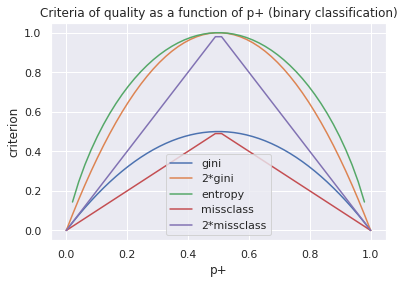 Criteria of quality as a function of p+ (binary classification)
criterion
1.0
0.8
0.6
0.4
0.2
0.0
gini
2*gini
entropy
missclass
2*missclass
0.0 0.2 0.4 0.6 0.8 1.0
p+